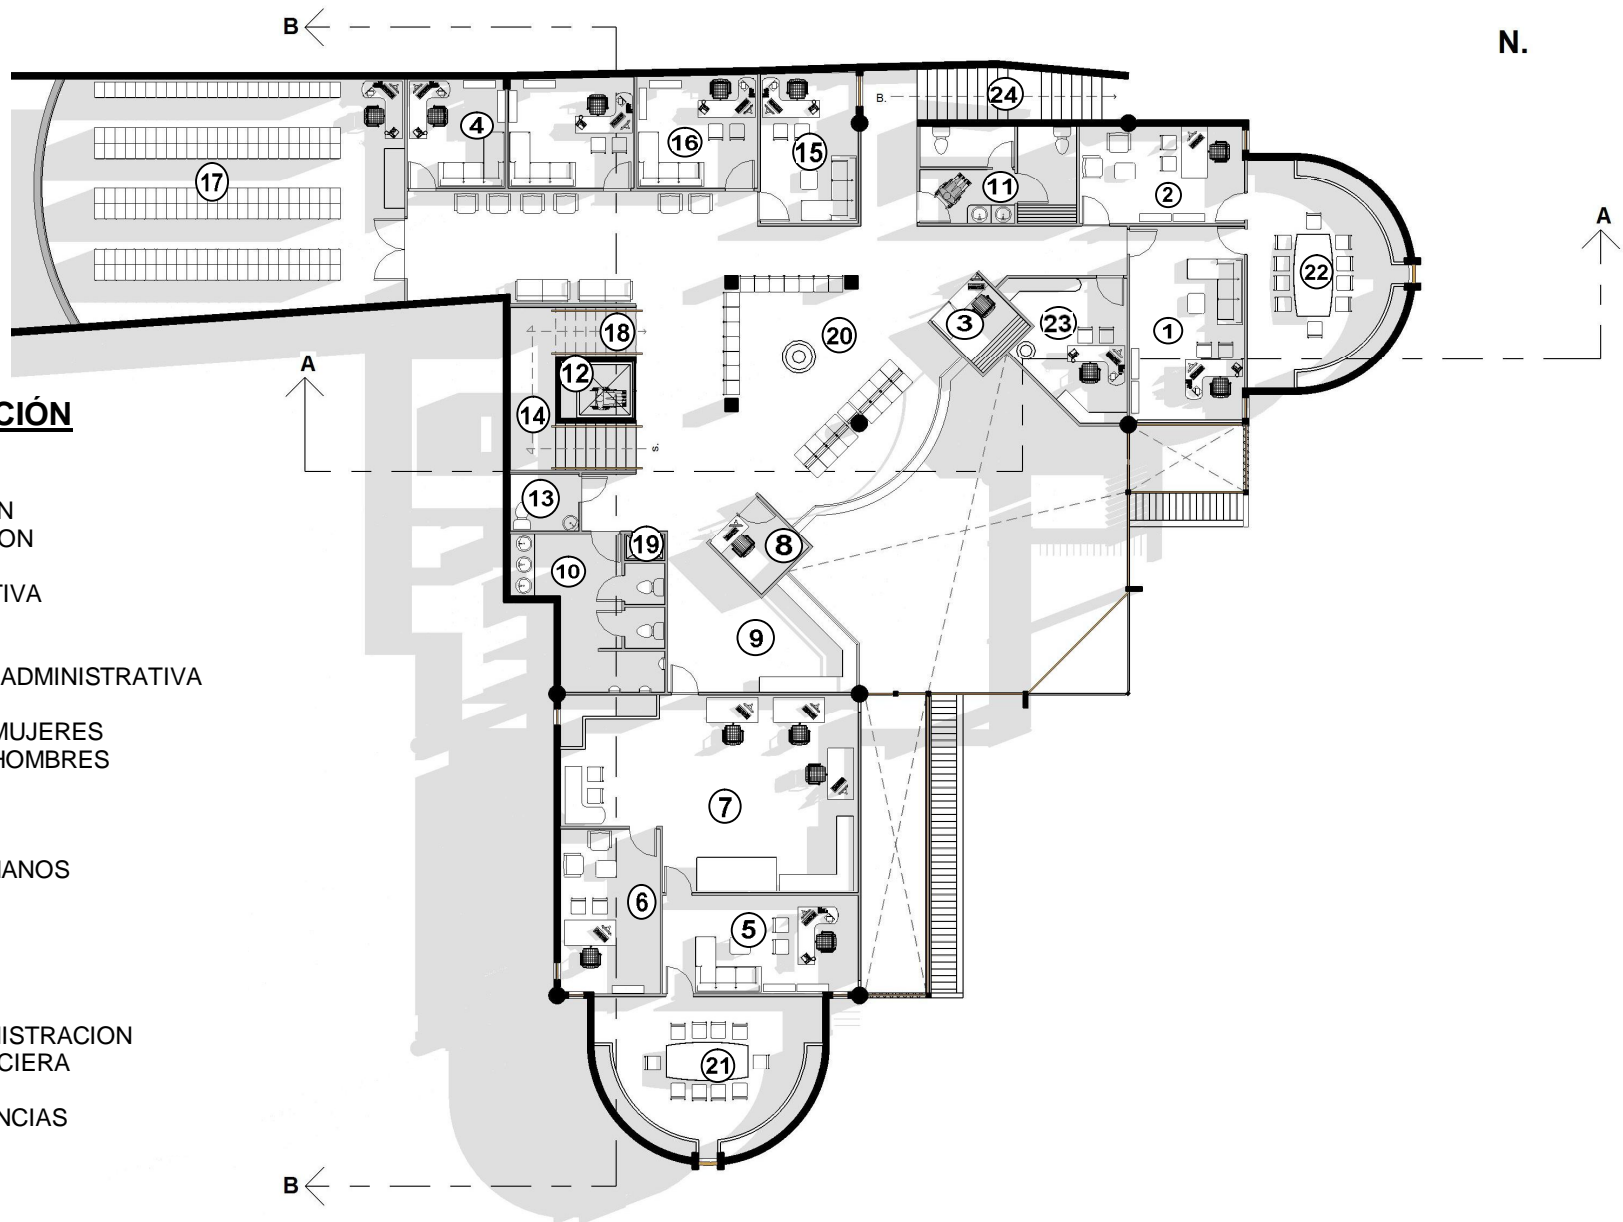 B
N.
24
B.
4
16
15
17
11
2
A
22
3
23
1
18
20
12
A
14
CIÓN
s.
13
N
ON
19
8
10
TIVA
9
ADMINISTRATIVA
MUJERES
HOMBRES
7
IANOS
6
5
NISTRACION
CIERA
21
NCIAS
B